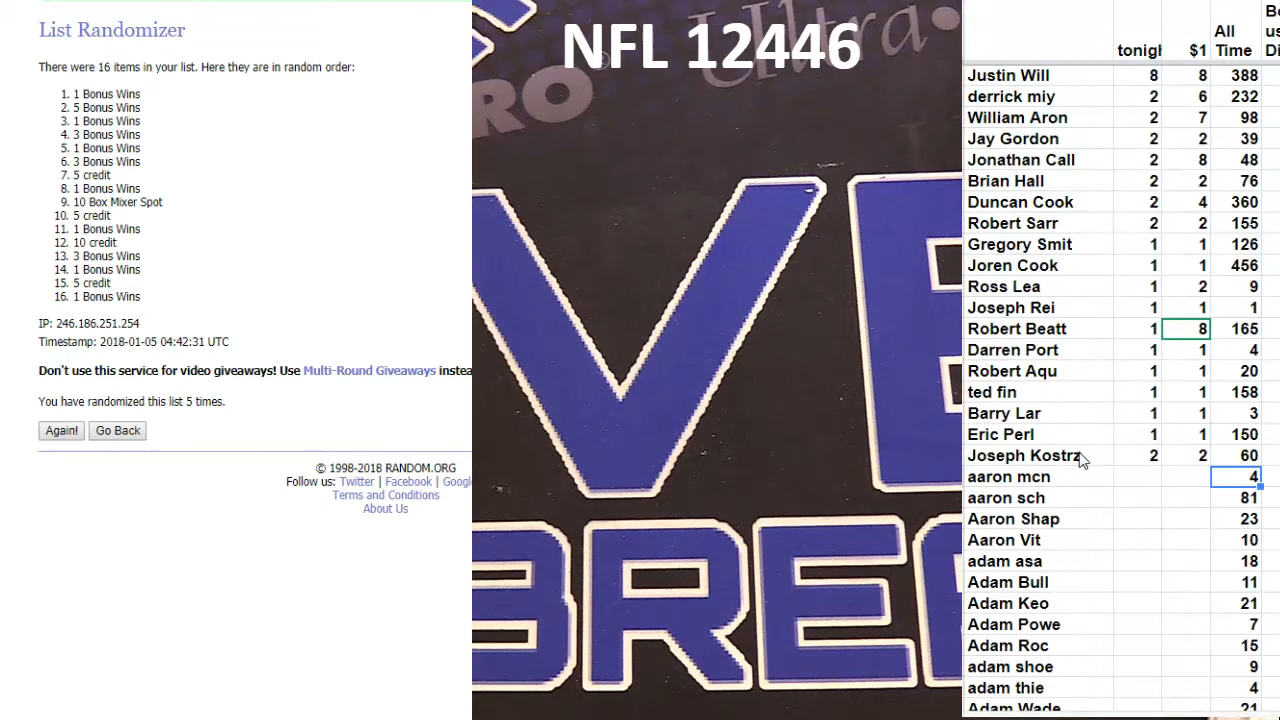 List Randomizer
There were 16 items in your list. Here they are in random order:
1. 1 Bonus Wins
2. 5 Bonus Wins
3. 1 Bonus Wins
4. 3 Bonus Wins
5. 1 Bonus Wins
6. 3 Bonus Wins
7. 5 credit
8. 1 Bonus Wins
9. 10 Box Mixer Spot
10. 5 credit
11. 1 Bonus Wins
12. 10 credit
13. 3 Bonus Wins
14. 1 Bonus Wins
15. 5 credit
16. 1 Bonus Wins
IP: 246.186.251.254
Timestamp: 2018-01-05 04:42:31 UTC
Don't use this service for video giveaways! Use Multi-Round Giveaways instea
You have randomized this list 5 times.
Again! Go Back
© 1998-2018 RANDOM.ORG
Follow us: Twitter | Facebook | Google
Terms and Conditions
About Us
NFL 12446
Ultra
RO®
VE
BREA
Bo
All us
tonigh $1 Time Di
Justin Will 8 8 388
derrick miy 2 6 232
William Aron 2 7 98
Jay Gordon 2 2 39
Jonathan Call 2 8 48
Brian Hall 2 2 76
Duncan Cook 2 4 360
Robert Sarr 2 2 155
Gregory Smit 1 1 126
Joren Cook 1 1 456
Ross Lea 1 2 9
Joseph Rei 1 1 1
Robert Beatt 1 8 165
Darren Port 1 1 4
Robert Aqu 1 1 20
ted fin 1 1 158
Barry Lar 1 1 3
Eric Perl 1 1 150
Joseph Kostrz 2 2 60
aaron mcn 4
aaron sch 81
Aaron Shap 23
Aaron Vit 10
adam asa 18
Adam Bull 11
Adam Keo 21
Adam Powe 7
Adam Roc 15
adam shoe 9
adam thie 4
Adam Wade 21